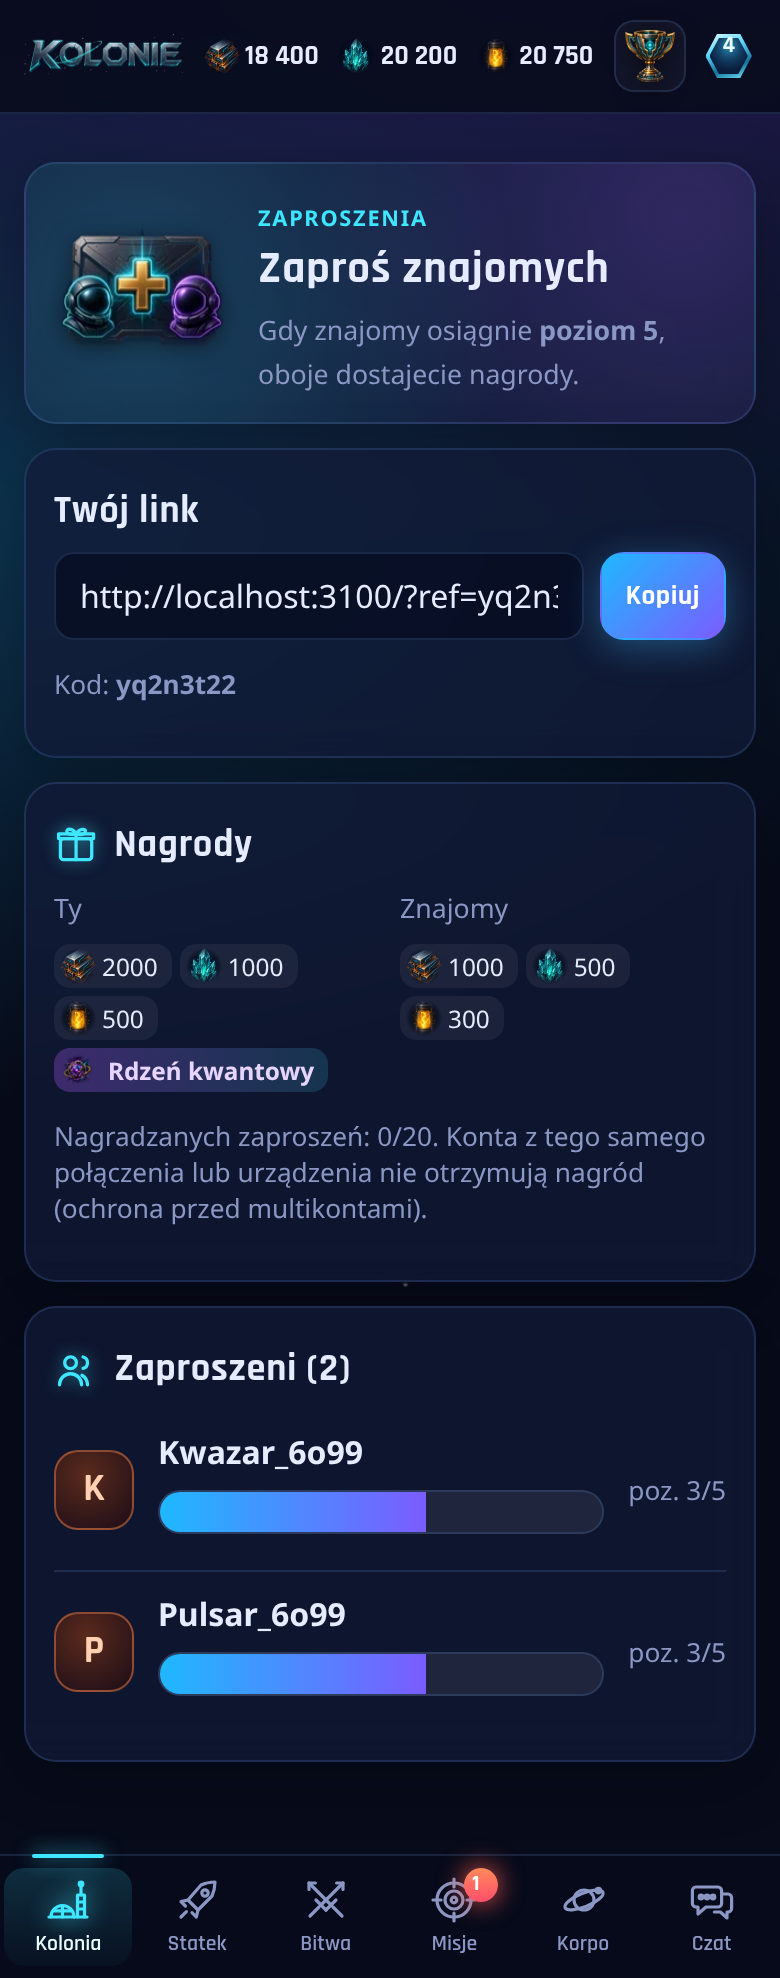 KOLONIE 18 400 20 200 20 750 4
ZAPROSZENIA
Zaproś znajomych
Gdy znajomy osiągnie poziom 5,
oboje dostajecie nagrody.
Twój link
http://localhost:3100/?ref=yq2n3
Kopiuj
Kod: yq2n3t22
Nagrody
Ty
2000 1000
500
Rdzeń kwantowy
Znajomy
1000 500
300
Nagradzanych zaproszeń: 0/20. Konta z tego samego
połączenia lub urządzenia nie otrzymują nagród
(ochrona przed multikontami).
Zaproszeni (2)
K
Kwazar_6o99
poz. 3/5
P
Pulsar_6o99
poz. 3/5
1
Kolonia Statek Bitwa Misje Korpo Czat